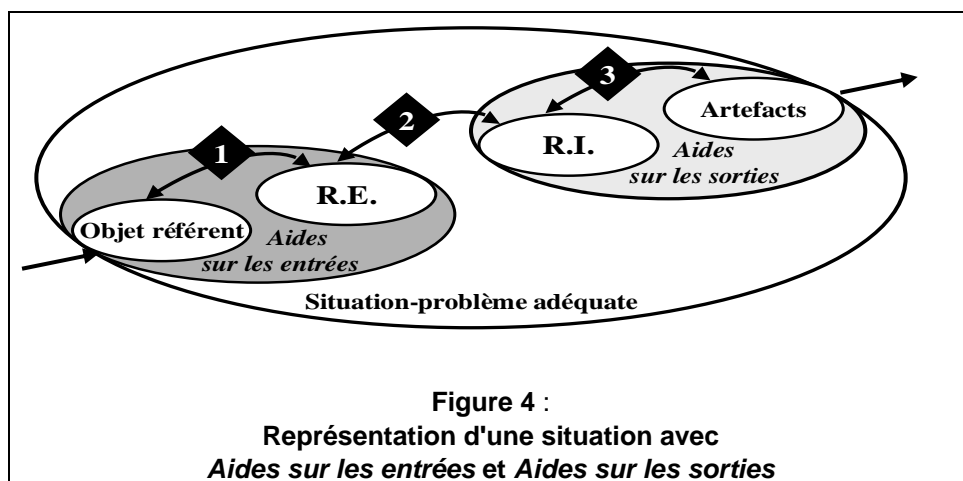 3
Artefacts
2
R.I.
Aides
sur les sorties
1
R.E.
Objet référent
Aides
sur les entrées
Situation-problème adéquate
Figure 4 :
Représentation d'une situation avec
Aides sur les entrées et Aides sur les sorties